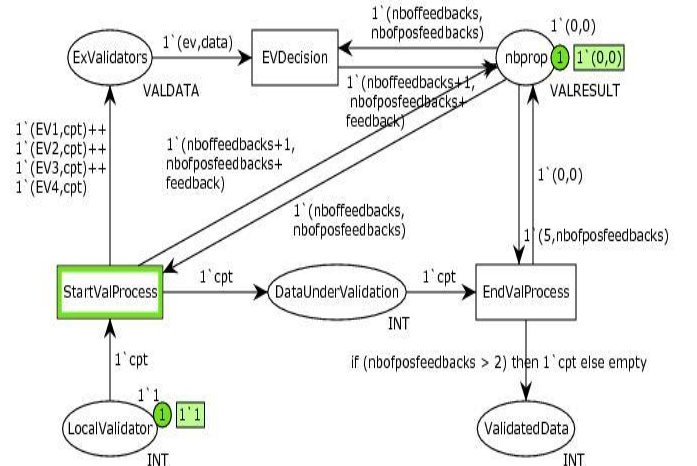 1`(nboffeedbacks,
nbofposfeedbacks)
1`(0,0)
ExValidators
1`(ev,data)
EVDecision
nbprop
1
1`(0,0)
VALDATA
VALRESULT
1`(nboffeedbacks+1,
nbofposfeedbacks+
feedback)
1`(EV1,cpt)++
1`(EV2,cpt)++
1`(EV3,cpt)++
1`(EV4,cpt)
1`(nboffeedbacks+1,
nbofposfeedbacks+
feedback)
1`(0,0)
1`(nboffeedbacks,
nbofposfeedbacks)
1`(5,nbofposfeedbacks)
StartValProcess
1`cpt
DataUnderValidation
1`cpt
EndValProcess
INT
1`cpt
if (nbofposfeedbacks > 2) then 1`cpt else empty
1`1
LocalValidator
1
1`1
INT
ValidatedData
INT